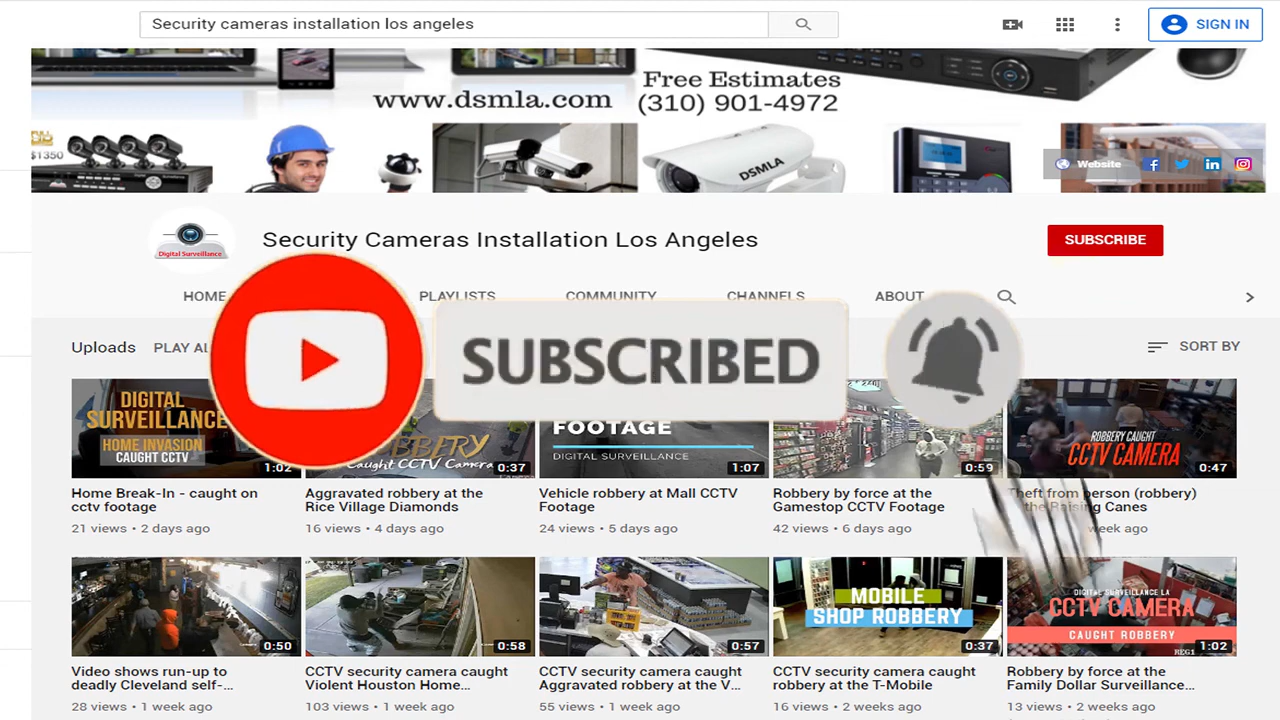 Security cameras installation los angeles
SIGN IN
Free Estimates
www.dsmla.com
(310) 901-4972
$1350
DSMLA
Website
Digital Surveillance
Security Cameras Installation Los Angeles
SUBSCRIBE
HOME PLAYLISTS COMMUNITY CHANNELS ABOUT
Uploads PLAY AL
SORT BY
SUBSCRIBED
DIGITAL
SURVEILLANCE
HOME INVASION
CAUGHT CCTV
1:02
ROBBERY
Caught CCTV Camera
0:37
FOOTAGE
DIGITAL SURVEILLANCE
1:07
0:59
ROBBERY CAUGHT
CCTV CAMERA
0:47
Home Break-In - caught on
cctv footage
21 views • 2 days ago
Aggravated robbery at the
Rice Village Diamonds
16 views • 4 days ago
Vehicle robbery at Mall CCTV
Footage
24 views • 5 days ago
Robbery by force at the
Gamestop CCTV Footage
42 views • 6 days ago
Theft from person (robbery)
the Raising Canes
week ago
0:50
0:58
0:57
MOBILE
SHOP ROBBERY
0:37
DIGITAL SURVEILLANCE LA
CCTV CAMERA
CAUGHT ROBBERY
REG1
1:02
Video shows run-up to
deadly Cleveland self-...
28 views • 1 week ago
CCTV security camera caught
Violent Houston Home...
103 views • 1 week ago
CCTV security camera caught
Aggravated robbery at the V...
55 views • 1 week ago
CCTV security camera caught
robbery at the T-Mobile
16 views • 2 weeks ago
Robbery by force at the
Family Dollar Surveillance...
13 views • 2 weeks ago